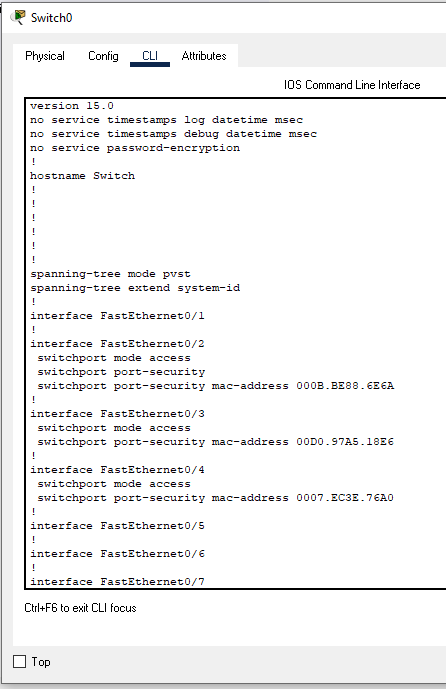 Switch0
Physical Config CLI Attributes
IOS Command Line Interface
version 15.0
no service timestamps log datetime msec
no service timestamps debug datetime msec
no service password-encryption
!
hostname Switch
!
!
!
!
!
!
spanning-tree mode pvst
spanning-tree extend system-id
!
interface FastEthernet0/1
!
interface FastEthernet0/2
switchport mode access
switchport port-security
switchport port-security mac-address 000B.BE88.6E6A
!
interface FastEthernet0/3
switchport mode access
switchport port-security mac-address 00D0.97A5.18E6
!
interface FastEthernet0/4
switchport mode access
switchport port-security mac-address 0007.EC3E.76A0
!
interface FastEthernet0/5
!
interface FastEthernet0/6
!
interface FastEthernet0/7
Ctrl+F6 to exit CLI focus
Top